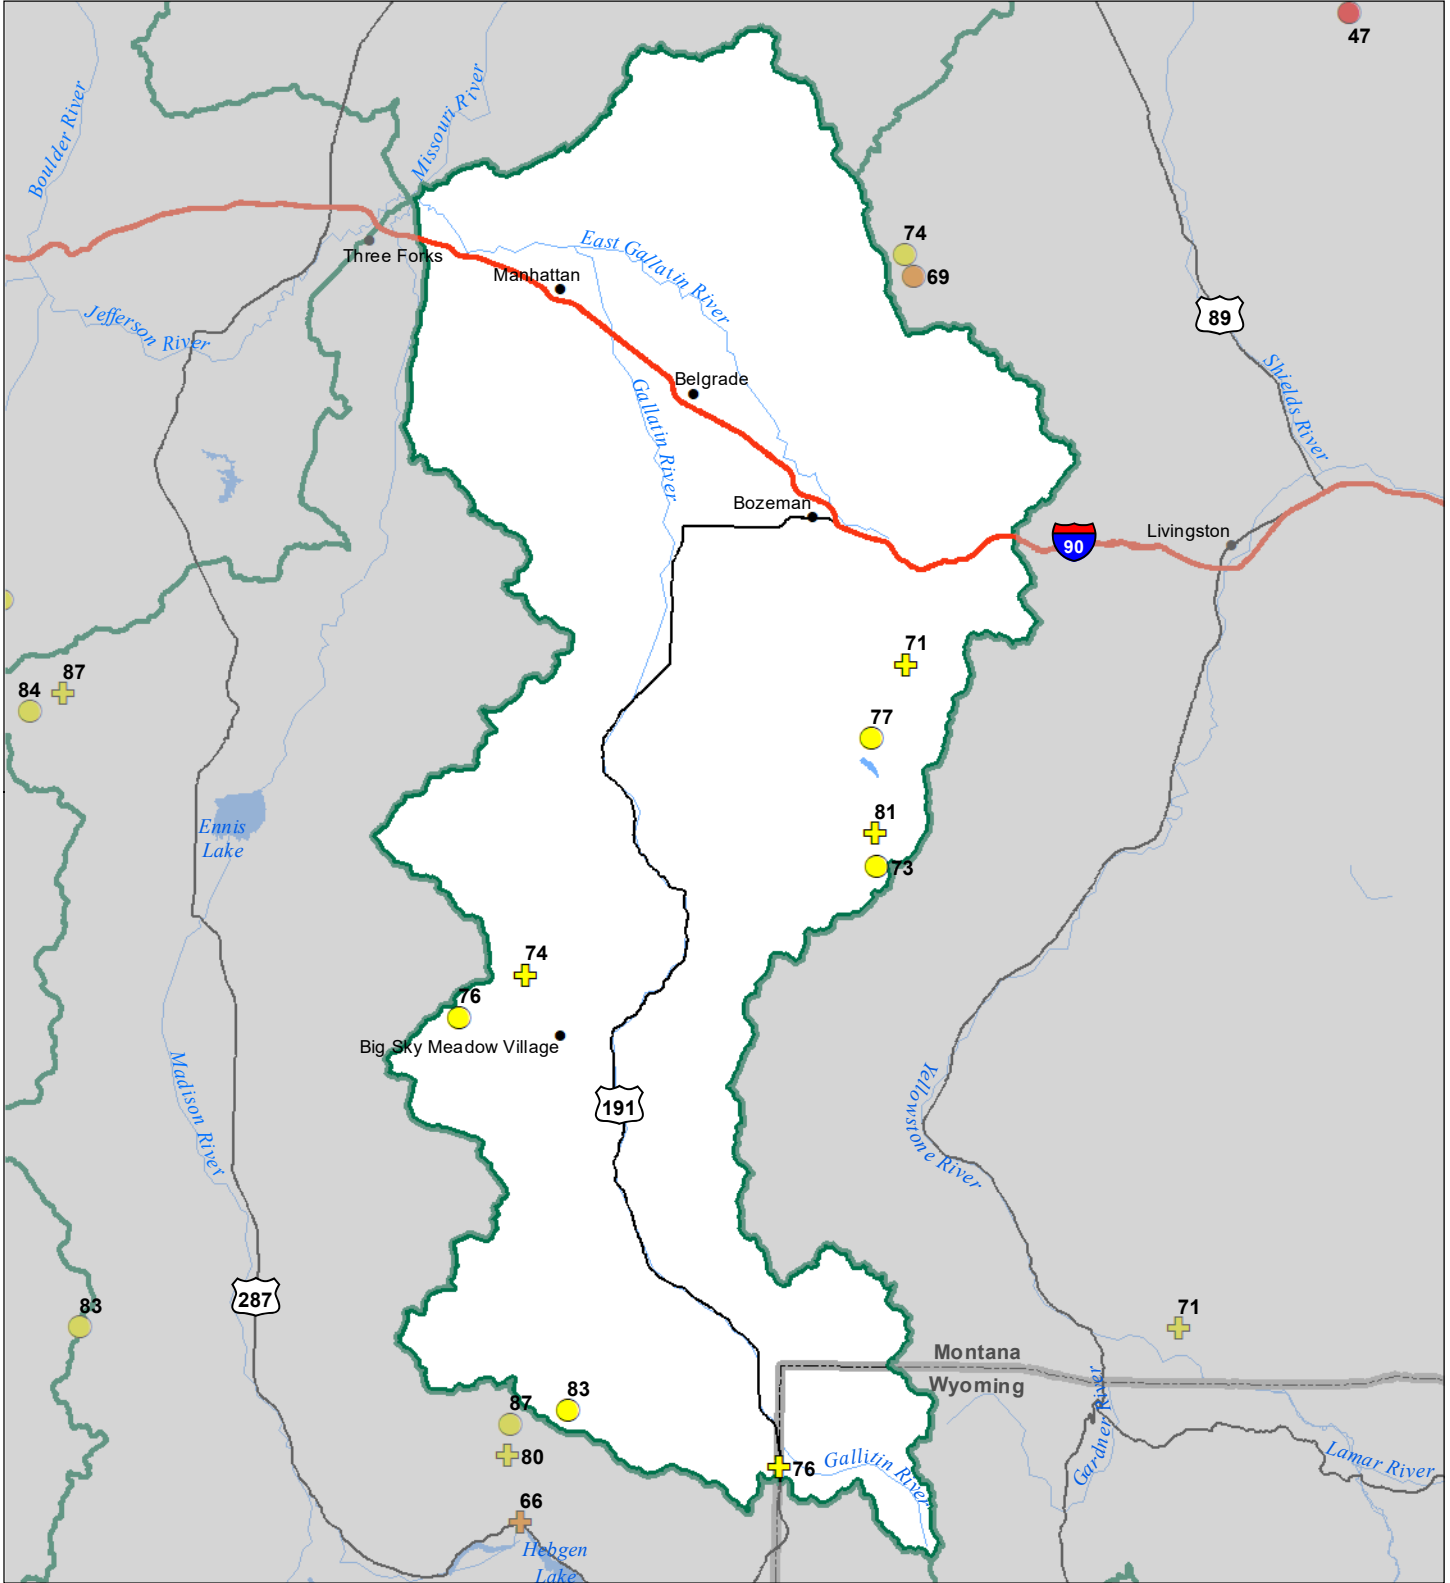 47
Missouri River
Boulder River
74
69
East Gallatin River
Three Forks
Manhattan
89
Jefferson River
Shields River
Belgrade
Gallatin River
Bozeman
Livingston
90
71
87
84
77
81
73
Ennis
Lake
74
76
Big Sky Meadow Village
Madison River
191
Yellowstone River
287
83
71
Montana
Wyoming
83
87
80
76
Gallitin River
Gardner River
Lamar River
66
Hebgen
Lake